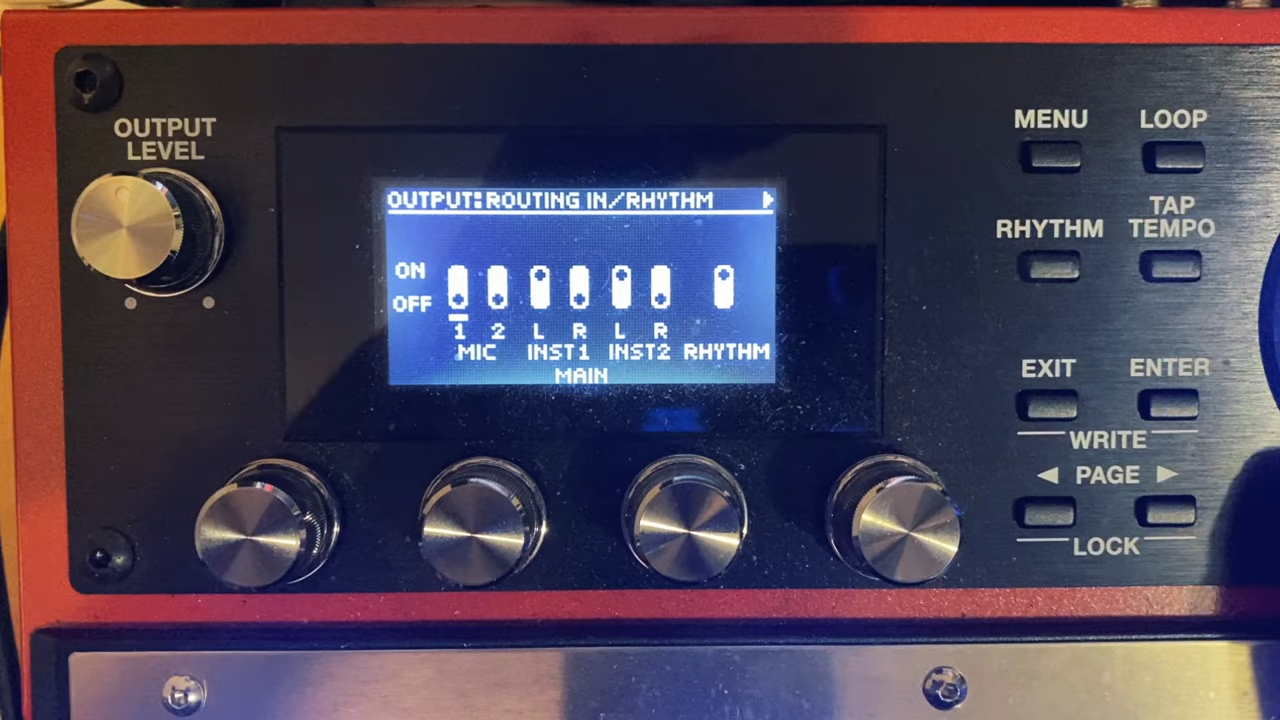 OUTPUT
LEVEL
OUTPUT:ROUTING IN/RHYTHM
ON
OFF
1 2 L R L R
MIC INST1 INST2 RHYTHM
MAIN
MENU LOOP
RHYTHM TAP
TEMPO
EXIT ENTER
WRITE
◀ PAGE ▶
LOCK